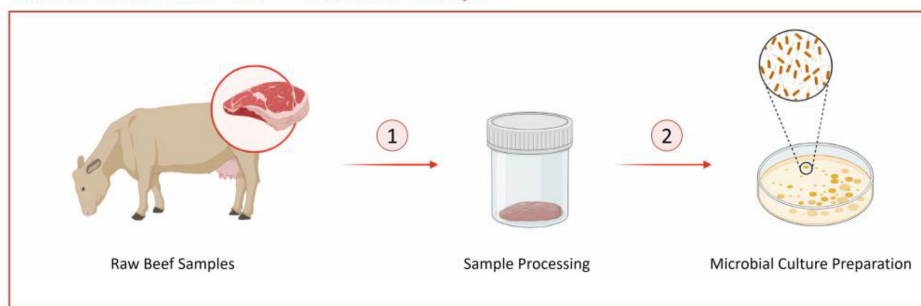 1
2
Raw Beef Samples
Sample Processing
Microbial Culture Preparation